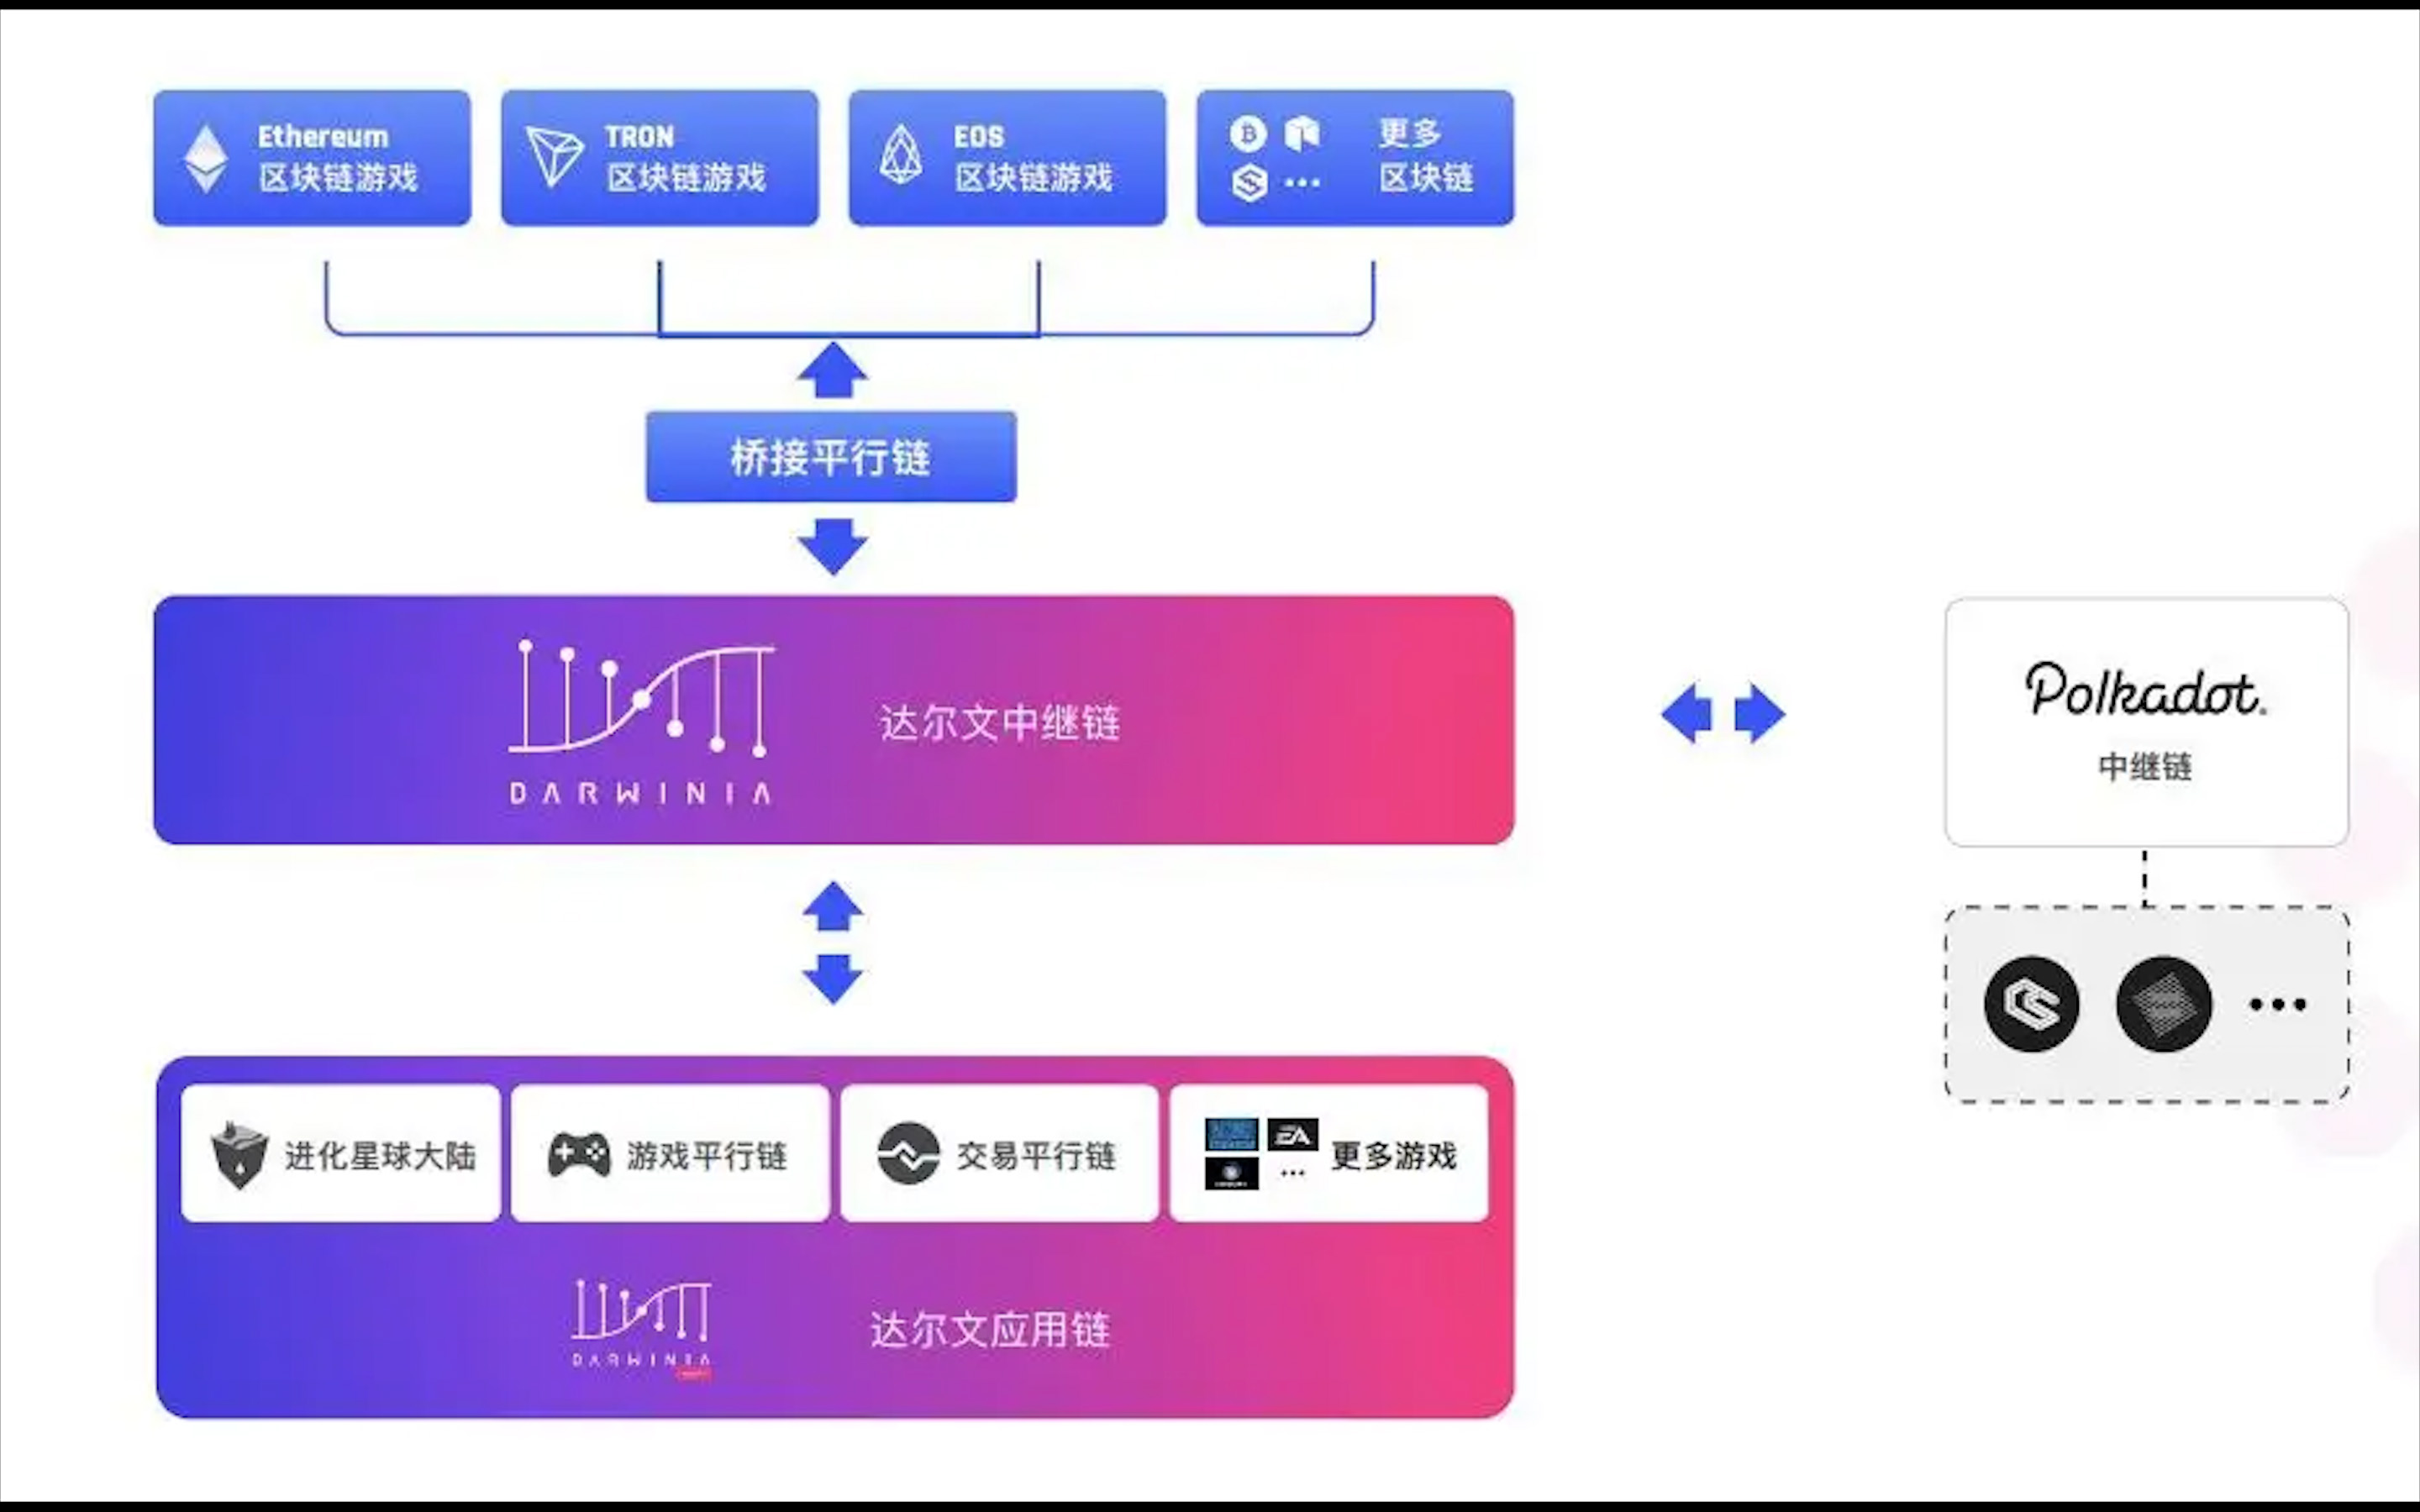 Ethereum
区块链游戏
TRON
区块链游戏
EOS
区块链游戏
更多
区块链
桥接平行链
DARWINIA
达尔文中继链
Polkadot.
中继链
进化星球大陆
游戏平行链
交易平行链
EA
更多游戏
DARWINIA
达尔文应用链